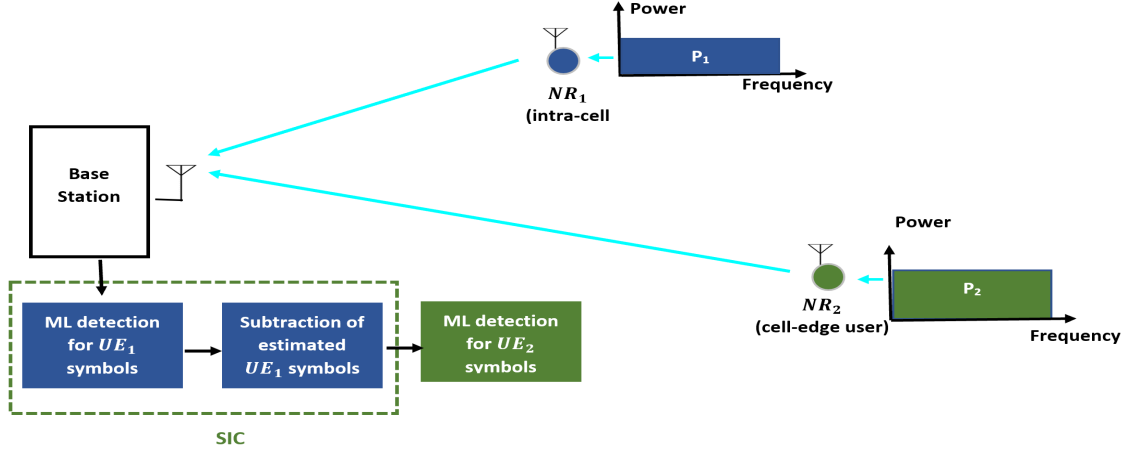 Power
P₁
Frequency
NR₁
(intra-cell
Base
Station
Power
P₂
Frequency
NR₂
(cell-edge user)
ML detection
for UE₁
symbols
Subtraction of
estimated
UE₁ symbols
ML detection
for UE₂
symbols
SIC